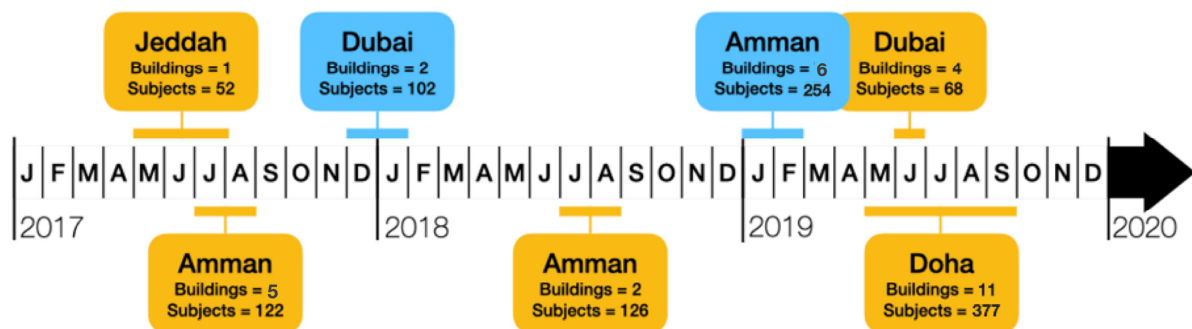 Jeddah
Buildings = 1
Subjects = 52
Dubai
Buildings = 2
Subjects = 102
Amman
Buildings = 6
Subjects = 254
Dubai
Buildings = 4
Subjects = 68
J F M A M J J A S O N D J F M A M J J A S O N D J F M A M J J A S O N D
2017 2018 2019 2020
Amman
Buildings = 5
Subjects = 122
Amman
Buildings = 2
Subjects = 126
Doha
Buildings = 11
Subjects = 377